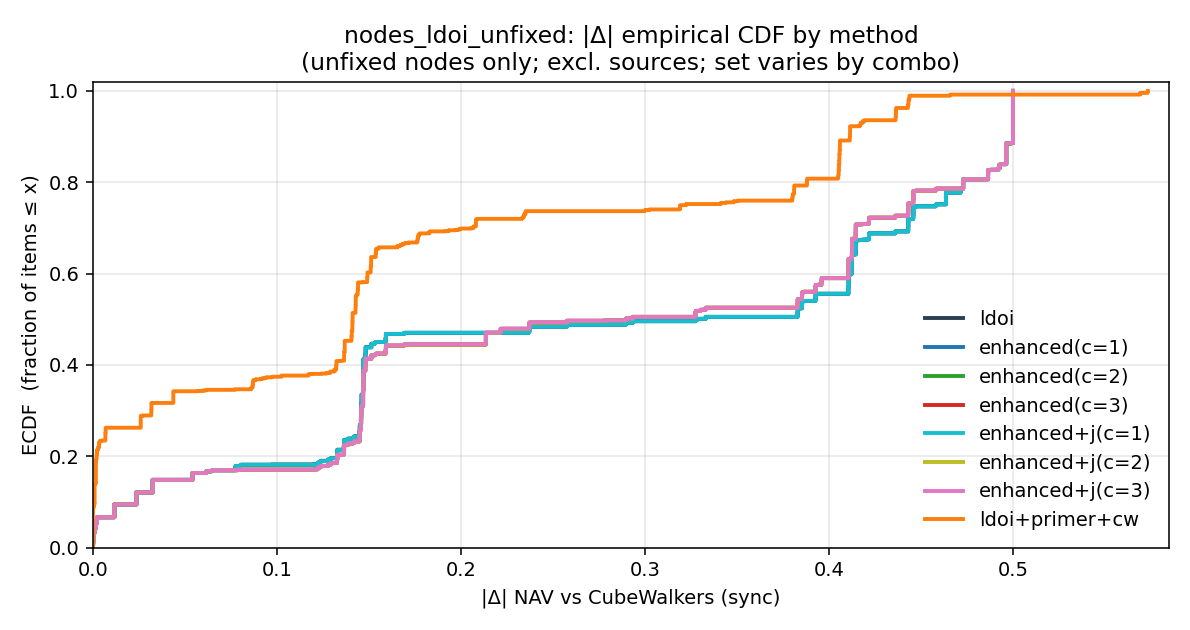 nodes_ldoi_unfixed: |Δ| empirical CDF by method
(unfixed nodes only; excl. sources; set varies by combo)
ECDF  (fraction of items ≤ x)
1.0
0.8
0.6
0.4
0.2
0.0
0.0 0.1 0.2 0.3 0.4 0.5
|Δ| NAV vs CubeWalkers (sync)
ldoi
enhanced(c=1)
enhanced(c=2)
enhanced(c=3)
enhanced+j(c=1)
enhanced+j(c=2)
enhanced+j(c=3)
ldoi+primer+cw